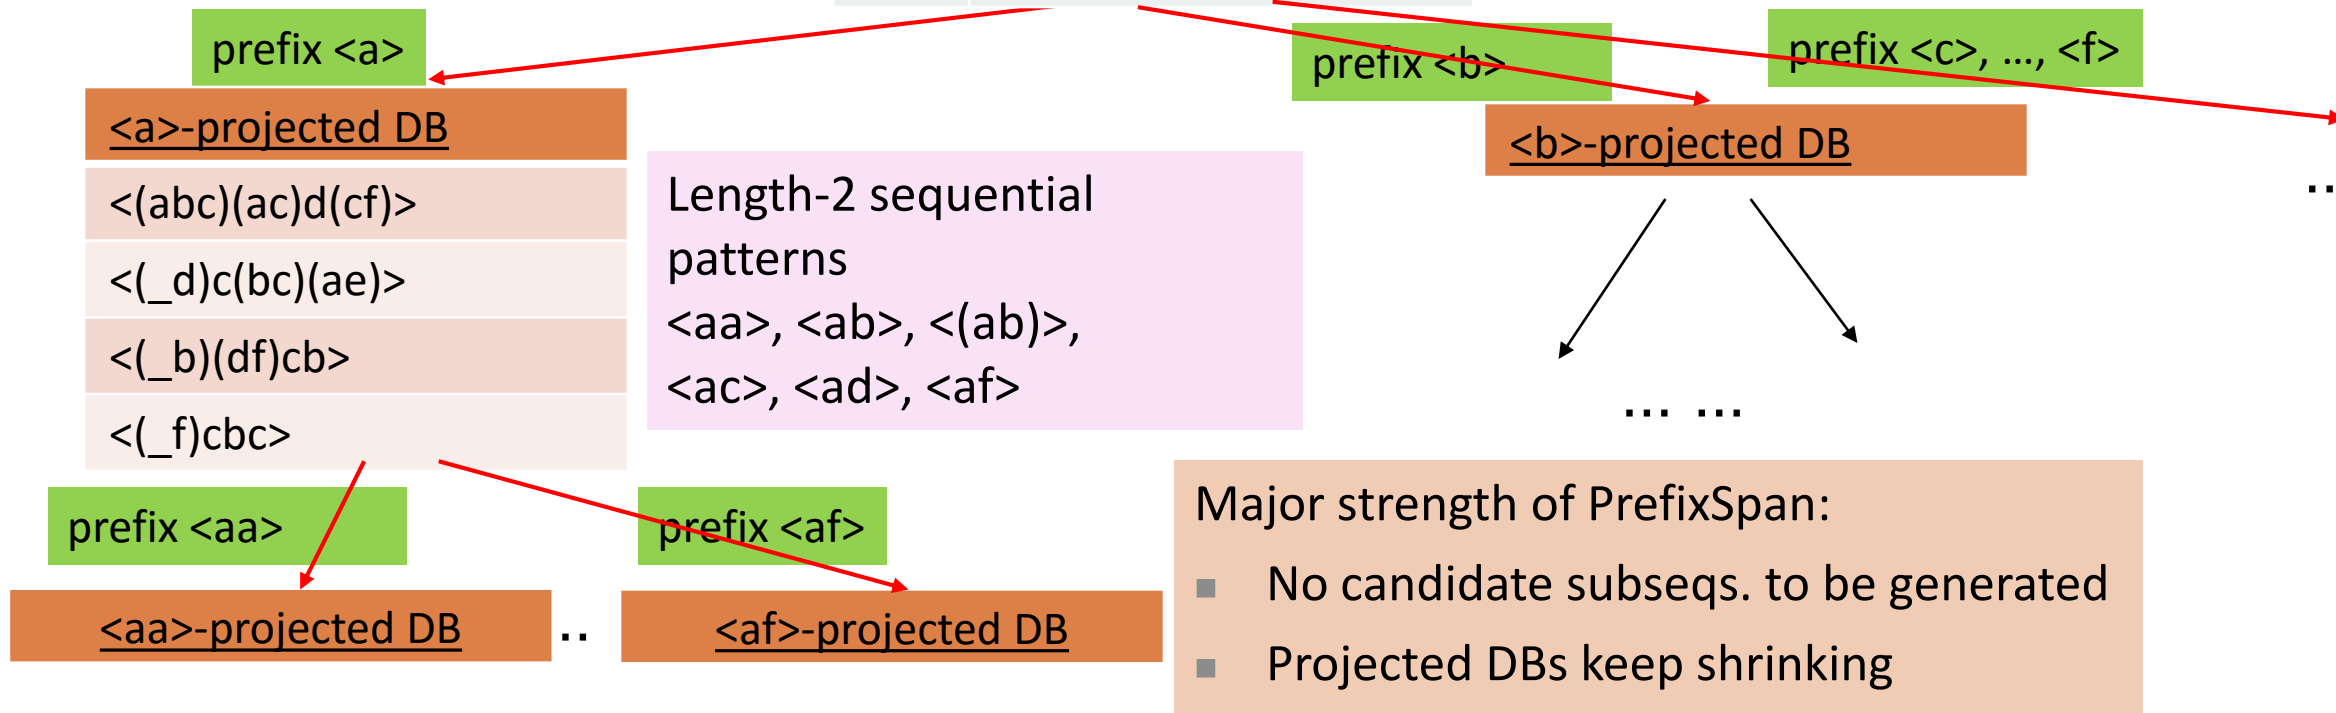 prefix <a>
<a>-projected DB
<(abc)(ac)d(cf)>
<(_d)c(bc)(ae)>
<(_b)(df)cb>
<(_f)cbc>
Length-2 sequential
patterns
<aa>, <ab>, <(ab)>,
<ac>, <ad>, <af>
prefix <b>
<b>-projected DB
... ...
prefix <c>, ..., <f>
..
prefix <aa>
<aa>-projected DB
..
prefix <af>
<af>-projected DB
Major strength of PrefixSpan:
■ No candidate subseqs. to be generated
■ Projected DBs keep shrinking